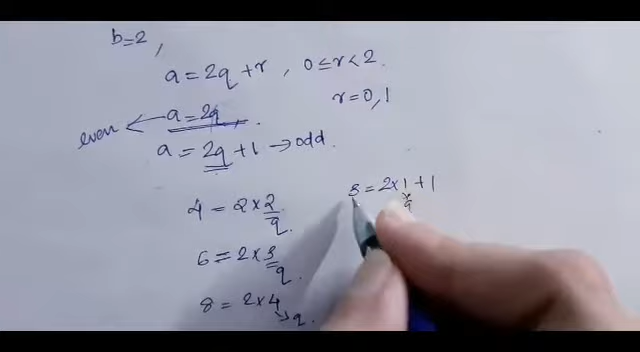 b=2,
a = 2q + r , 0 ≤ r < 2.
r = 0,1
even ← a = 2q .
a = 2q + 1 → odd.
4 = 2 × 2
q.
3 = 2 × 1 + 1
q
6 = 2 × 3
q.
8 = 2 × 4
→ q.